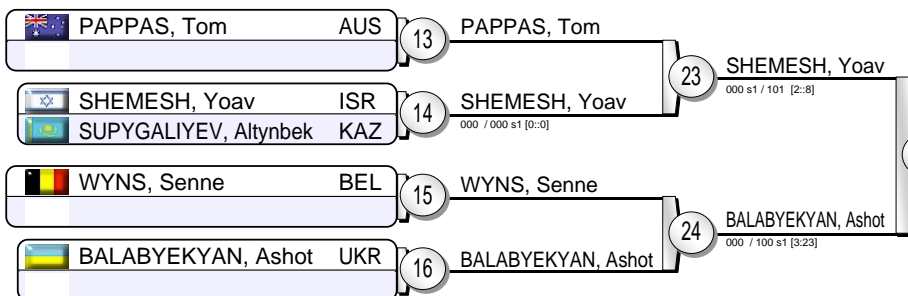 PAPPAS, Tom AUS
13
PAPPAS, Tom
23
SHEMESH, Yoav
000 s1 / 101 [2::8]
SHEMESH, Yoav ISR
SUPYGALIYEV, Altynbek KAZ
14
SHEMESH, Yoav
000 / 000 s1 [0::0]
WYNS, Senne BEL
15
WYNS, Senne
24
BALABYEKYAN, Ashot
000 / 100 s1 [3:23]
BALABYEKYAN, Ashot UKR
16
BALABYEKYAN, Ashot